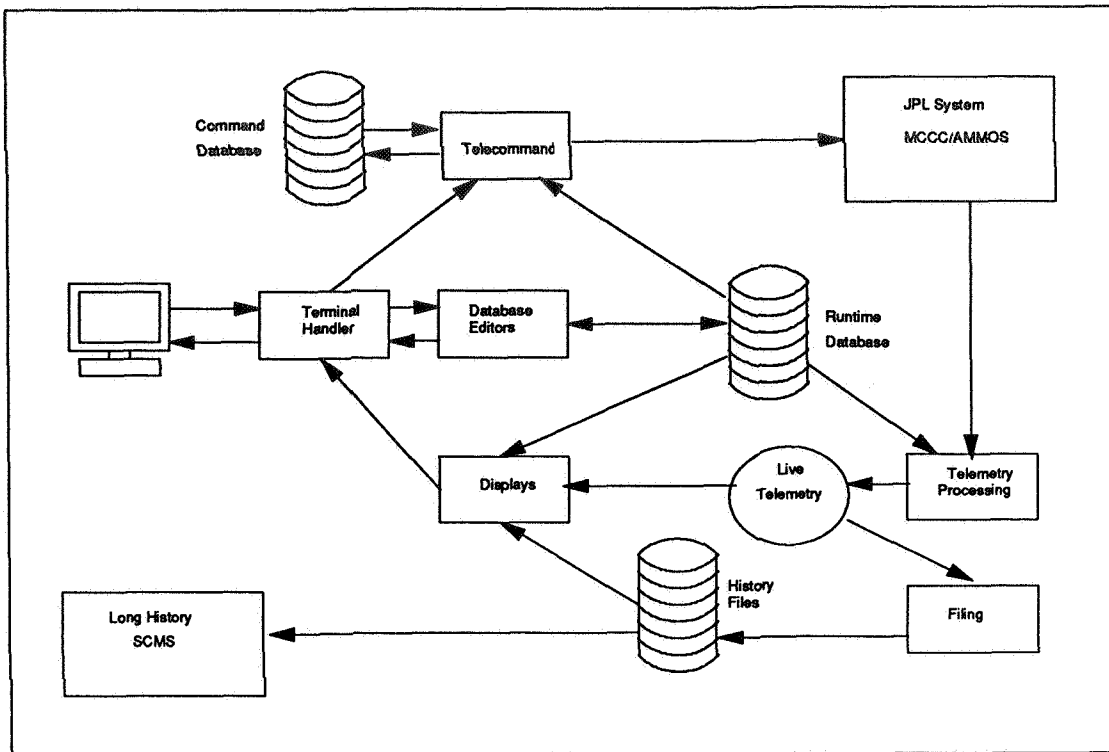 JPL System
MCCC/AMMOS
Command
Database
Telecommand
Terminal
Handler
Database
Editors
Runtime
Database
Displays
Live
Telemetry
Telemetry
Processing
History
Files
Filing
Long History
SCMS